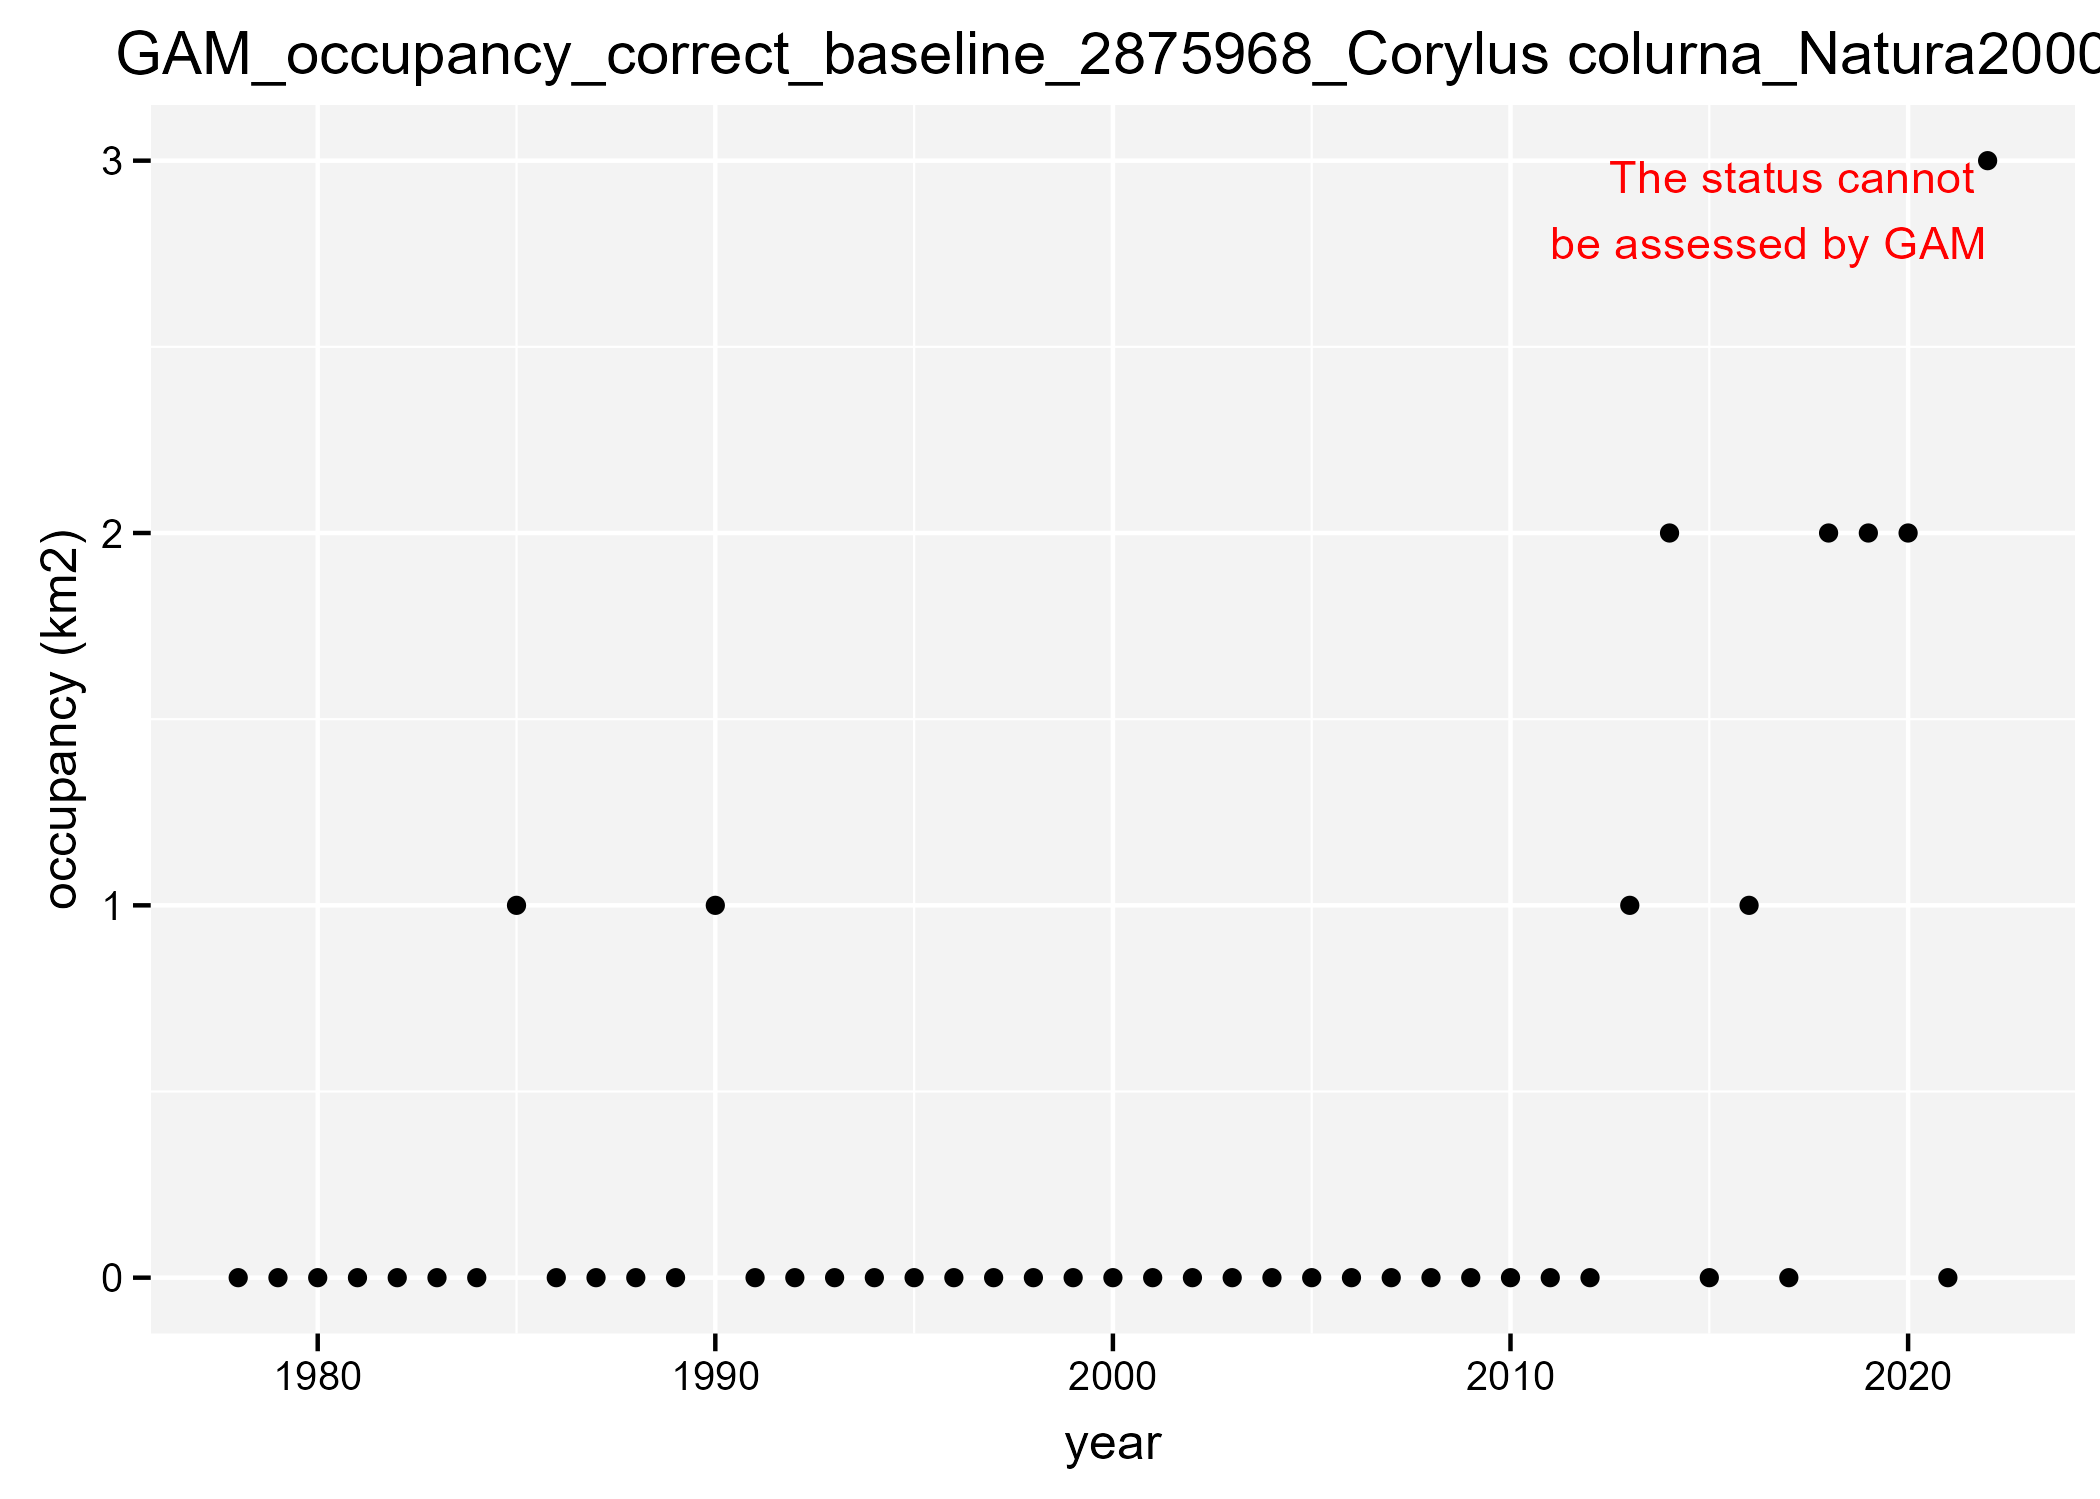 GAM_occupancy_correct_baseline_2875968_Corylus colurna_Natura2000
3
The status cannot
be assessed by GAM
2
occupancy (km2)
1
0
1980 1990 2000 2010 2020
year